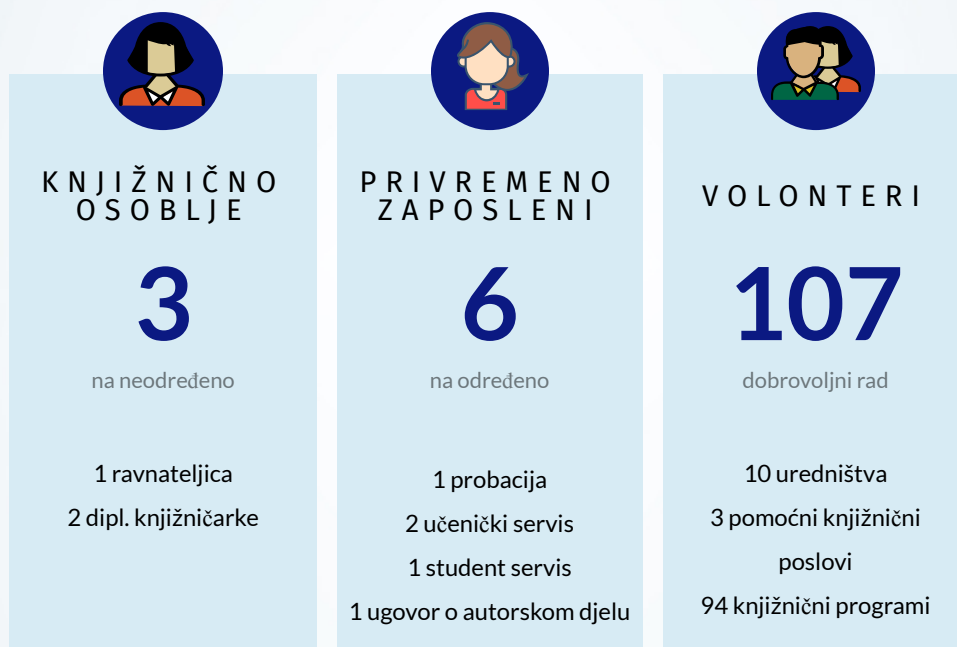 KNJIŽNIČNO
OSOBLJE
3
na neodređeno
1 ravnateljica
2 dipl. knjižničarke
PRIVREMENO
ZAPOSLENI
6
na određeno
1 probacija
2 učenički servis
1 student servis
1 ugovor o autorskom djelu
VOLONTERI
107
dobrovoljni rad
10 uredništva
3 pomoćni knjižnični
poslovi
94 knjižnični programi